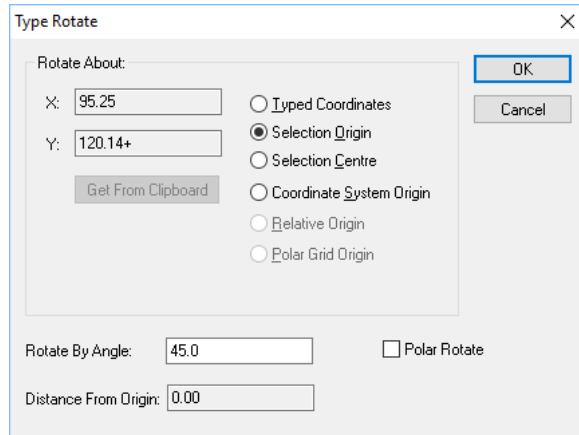 Type Rotate
Rotate About:
OK
X: 95.25
Typed Coordinates
Cancel
Selection Origin
Y: 120.14+
Selection Centre
Get From Clipboard
Coordinate System Origin
Relative Origin
Polar Grid Origin
Rotate By Angle: 45.0
Polar Rotate
Distance From Origin: 0.00